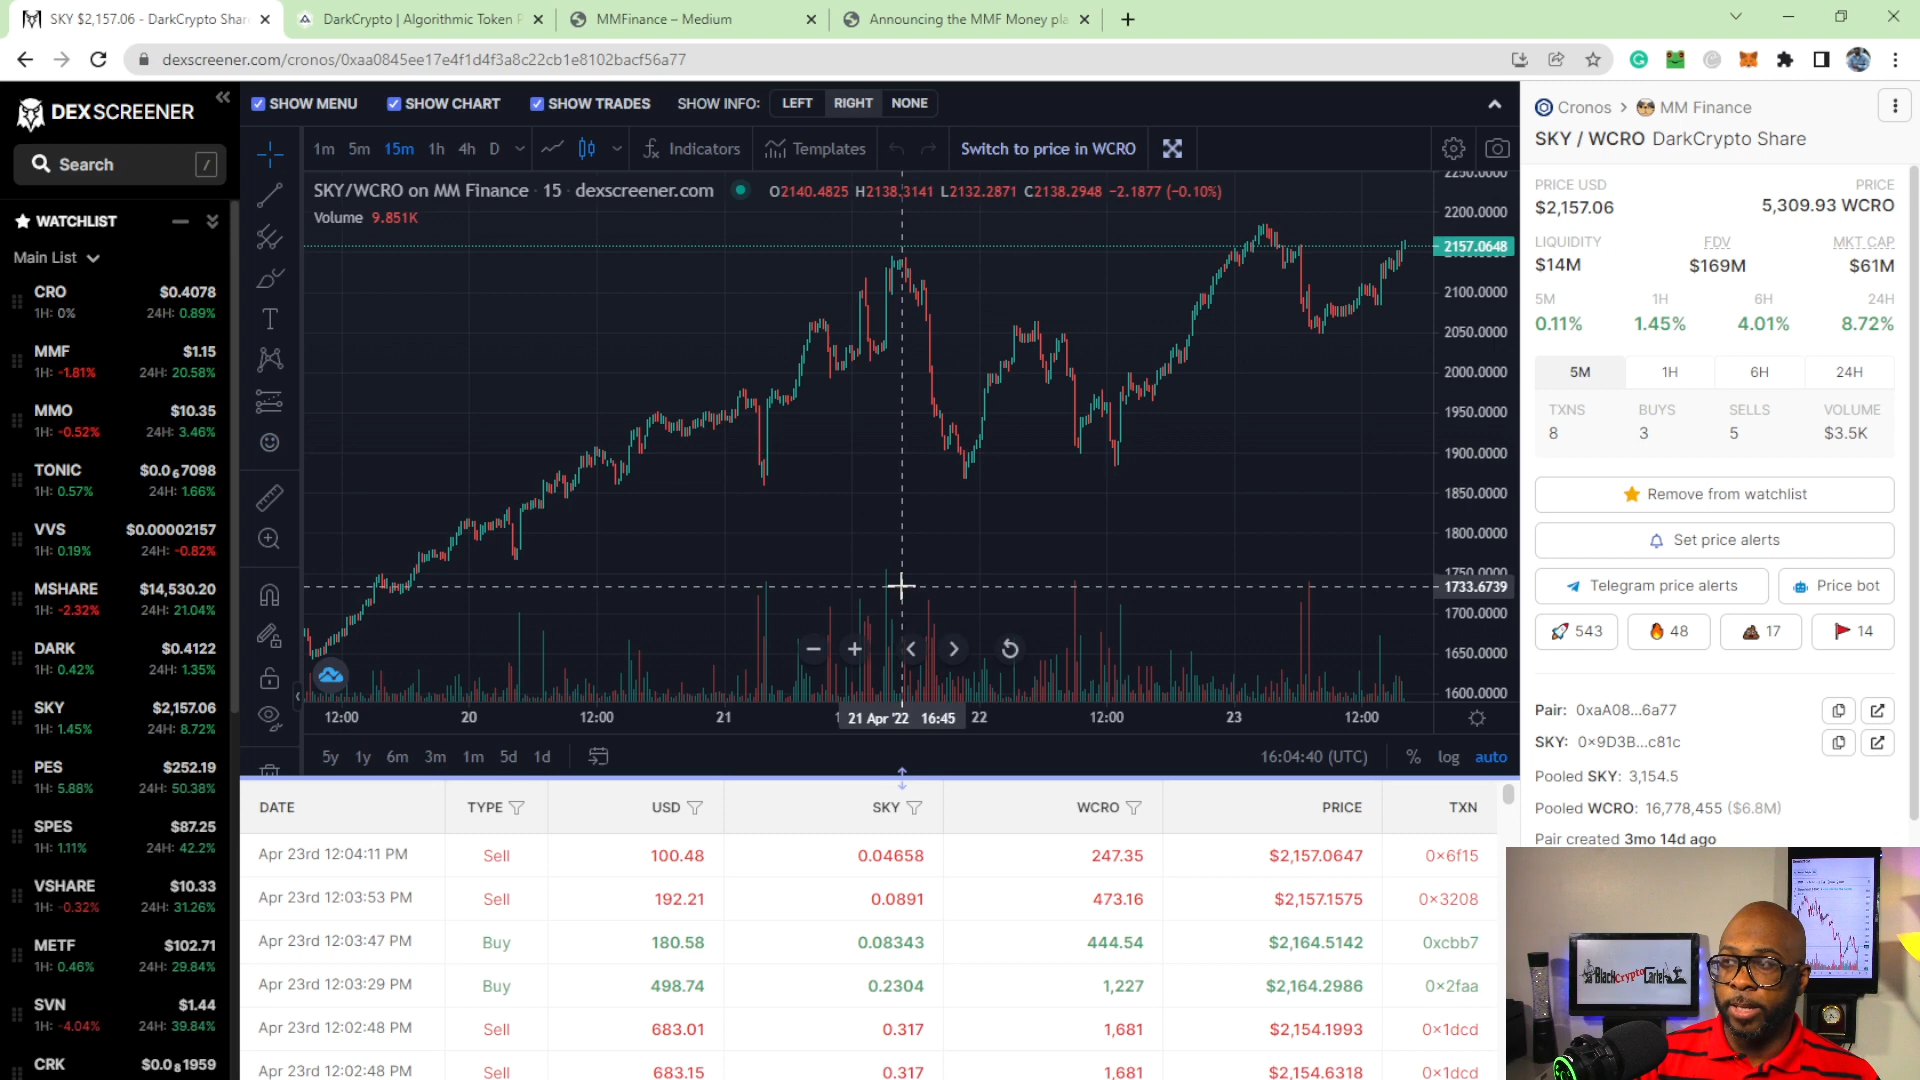 SKY $2,157.06 - DarkCrypto Shar
DarkCrypto | Algorithmic Token P
MMFinance – Medium
Announcing the MMF Money pla
dexscreener.com/cronos/0xaa0845ee17e4f1d4f3a8c22cb1e8102bacf56a77
DEX SCREENER
Search /
WATCHLIST
Main List
CRO $0.4078
1H: 0% 24H: 0.89%
MMF $1.15
1H: -1.81% 24H: 20.58%
MMO $10.35
1H: -0.52% 24H: 3.46%
TONIC $0.0₆7098
1H: 0.57% 24H: 1.66%
VVS $0.00002157
1H: 0.19% 24H: -0.82%
MSHARE $14,530.20
1H: -2.32% 24H: 21.04%
DARK $0.4122
1H: 0.42% 24H: 1.35%
SKY $2,157.06
1H: 1.45% 24H: 8.72%
PES $252.19
1H: 5.88% 24H: 50.38%
SPES $87.25
1H: 1.11% 24H: 42.2%
VSHARE $10.33
1H: -0.32% 24H: 31.26%
METF $102.71
1H: 0.46% 24H: 29.84%
SVN $1.44
1H: -4.04% 24H: 39.84%
CRK $0.0₈1959
SHOW MENU SHOW CHART SHOW TRADES SHOW INFO: LEFT RIGHT NONE
1m 5m 15m 1h 4h D Indicators Templates Switch to price in WCRO
SKY/WCRO on MM Finance · 15 · dexscreener.com O2140.4825 H2138.3141 L2132.2871 C2138.2948 −2.1877 (−0.10%)
Volume 9.851K
2250.0000
2200.0000
2157.0648
2100.0000
2050.0000
2000.0000
1950.0000
1900.0000
1850.0000
1800.0000
1750.0000
1733.6739
1700.0000
1650.0000
1600.0000
12:00 20 12:00 21 21 Apr '22 16:45 22 12:00 23 12:00
5y 1y 6m 3m 1m 5d 1d 16:04:40 (UTC) % log auto
DATE TYPE USD SKY WCRO PRICE TXN
Apr 23rd 12:04:11 PM Sell 100.48 0.04658 247.35 $2,157.0647 0×6f15
Apr 23rd 12:03:53 PM Sell 192.21 0.0891 473.16 $2,157.1575 0×3208
Apr 23rd 12:03:47 PM Buy 180.58 0.08343 444.54 $2,164.5142 0xcbb7
Apr 23rd 12:03:29 PM Buy 498.74 0.2304 1,227 $2,164.2986 0×2faa
Apr 23rd 12:02:48 PM Sell 683.01 0.317 1,681 $2,154.1993 0×1dcd
Apr 23rd 12:02:48 PM Sell 683.15 0.317 1,681 $2,154.6318 0×1dcd
Cronos > MM Finance
SKY / WCRO DarkCrypto Share
PRICE USD PRICE
$2,157.06 5,309.93 WCRO
LIQUIDITY FDV MKT CAP
$14M $169M $61M
5M 1H 6H 24H
0.11% 1.45% 4.01% 8.72%
5M 1H 6H 24H
TXNS BUYS SELLS VOLUME
8 3 5 $3.5K
Remove from watchlist
Set price alerts
Telegram price alerts Price bot
543 48 17 14
Pair: 0xaA08...6a77
SKY: 0×9D3B...c81c
Pooled SKY: 3,154.5
Pooled WCRO: 16,778,455 ($6.8M)
Pair created 3mo 14d ago
BlackCryptoCartel